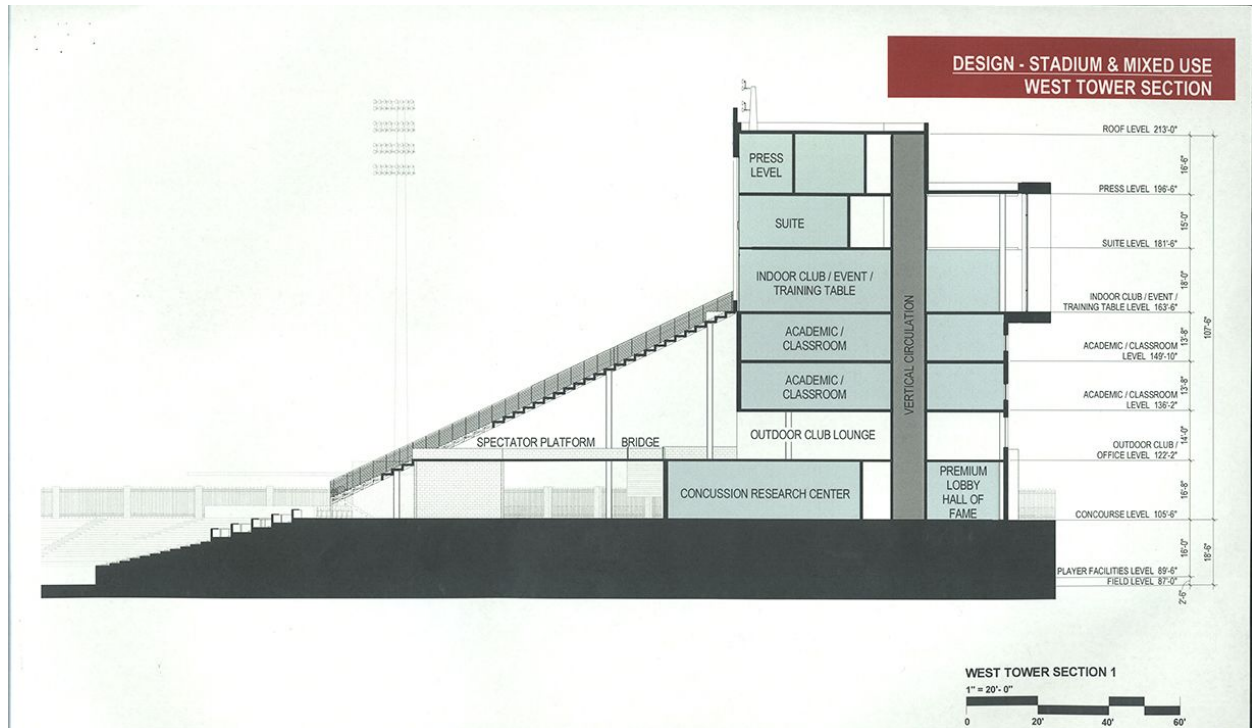 DESIGN - STADIUM & MIXED USE
WEST TOWER SECTION
ROOF LEVEL 213'-0"
16'-6"
PRESS
LEVEL
PRESS LEVEL 196'-6"
15'-0"
SUITE
SUITE LEVEL 181'-6"
18'-0"
INDOOR CLUB / EVENT /
TRAINING TABLE
INDOOR CLUB / EVENT /
TRAINING TABLE LEVEL 163'-6"
107'-6"
13'-8"
ACADEMIC /
CLASSROOM
ACADEMIC / CLASSROOM
LEVEL 149'-10"
VERTICAL CIRCULATION
13'-8"
ACADEMIC /
CLASSROOM
ACADEMIC / CLASSROOM
LEVEL 136'-2"
14'-0"
SPECTATOR PLATFORM
BRIDGE
OUTDOOR CLUB LOUNGE
OUTDOOR CLUB /
OFFICE LEVEL 122'-2"
16'-8"
CONCUSSION RESEARCH CENTER
PREMIUM
LOBBY
HALL OF
FAME
CONCOURSE LEVEL 105'-6"
16'-0"
18'-6"
PLAYER FACILITIES LEVEL 89'-6"
FIELD LEVEL 87'-0"
2'-6"
WEST TOWER SECTION 1
1" = 20'- 0"
0 20' 40' 60'